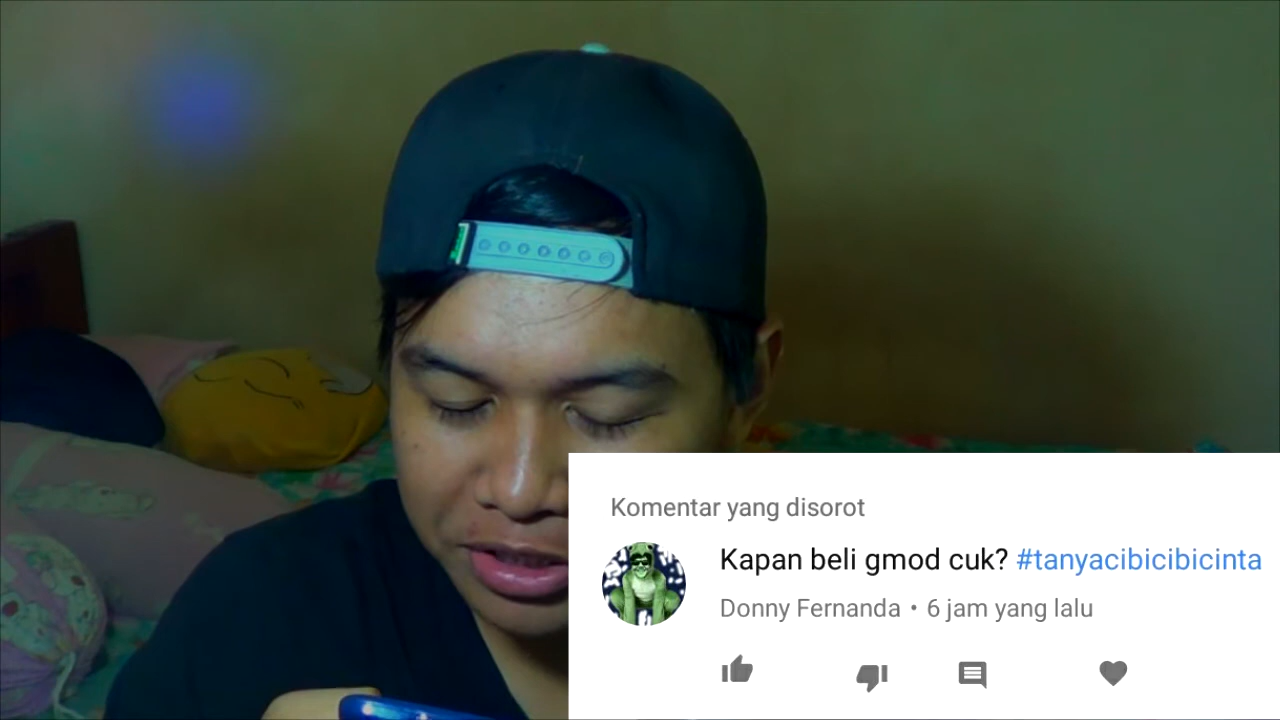 Komentar yang disorot
Kapan beli gmod cuk? #tanyacibicibicinta
Donny Fernanda • 6 jam yang lalu